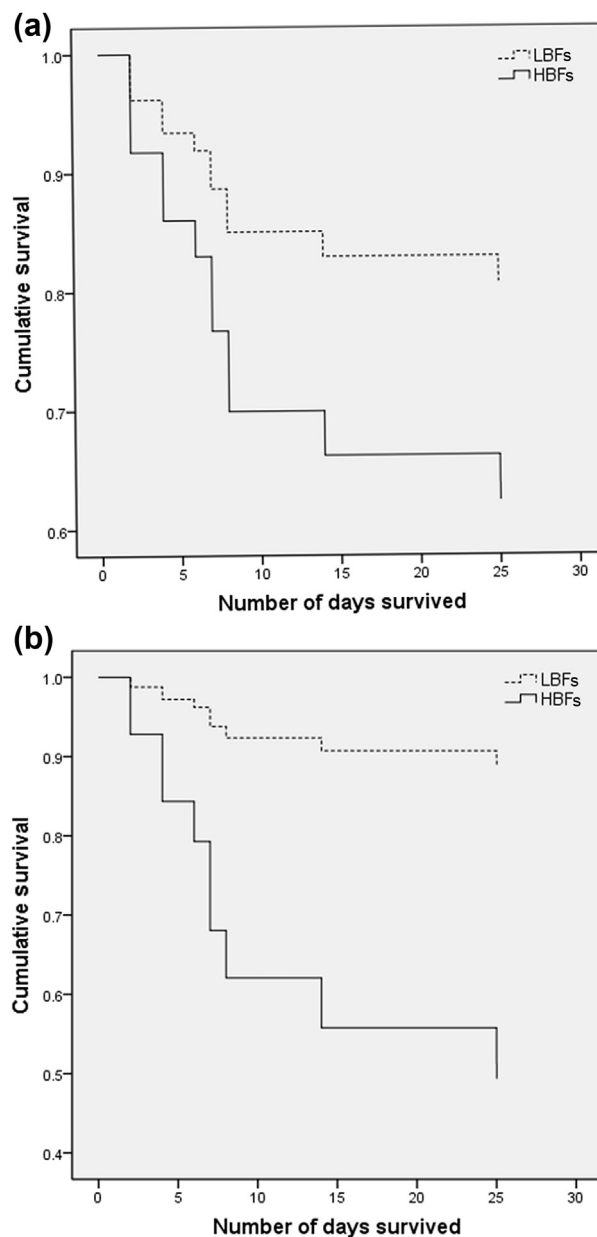 (a)
LBFs
HBFs
1.0
0.9
0.8
0.7
0.6
Cumulative survival
0 5 10 15 20 25 30
Number of days survived
(b)
LBFs
HBFs
1.0
0.9
0.8
0.7
0.6
0.5
0.4
Cumulative survival
0 5 10 15 20 25 30
Number of days survived